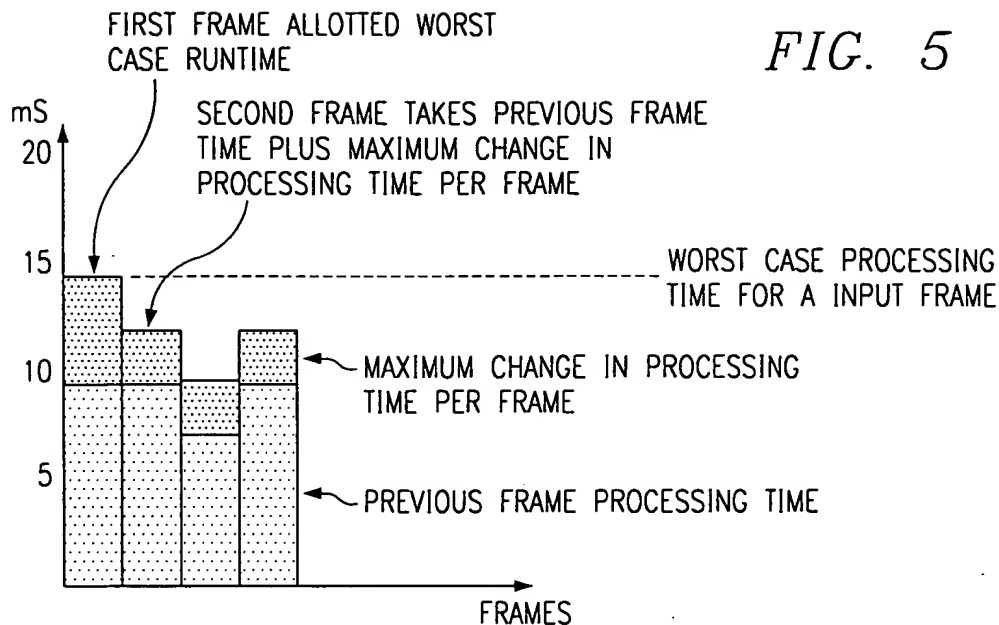 FIG. 5
FIRST FRAME ALLOTTED WORST
CASE RUNTIME
mS
SECOND FRAME TAKES PREVIOUS FRAME
TIME PLUS MAXIMUM CHANGE IN
PROCESSING TIME PER FRAME
20
15
WORST CASE PROCESSING
TIME FOR A INPUT FRAME
10
MAXIMUM CHANGE IN PROCESSING
TIME PER FRAME
5
PREVIOUS FRAME PROCESSING TIME
FRAMES